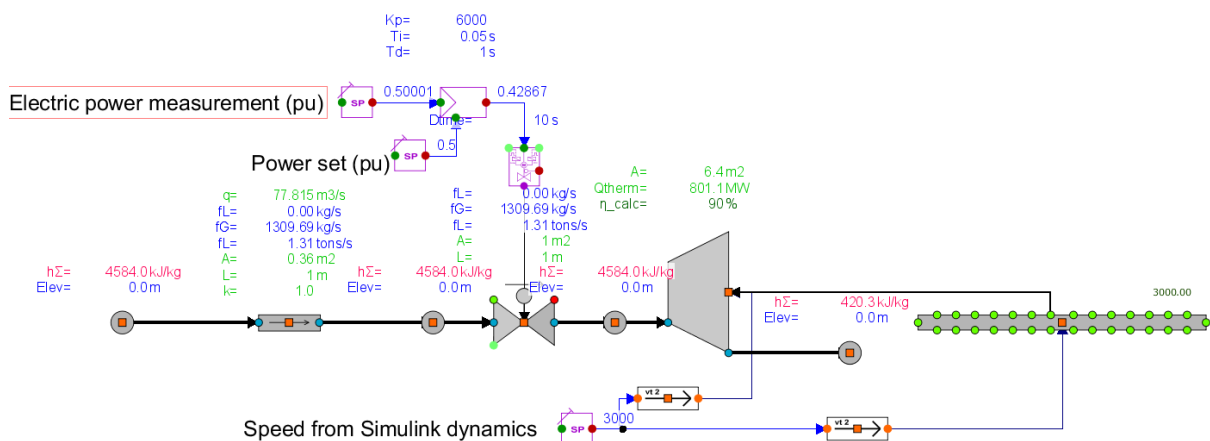 Kp= 6000
Ti= 0.05 s
Td= 1 s
Electric power measurement (pu)
SP
0.50001
0.42867
Dtime= 10 s
0.5
Power set (pu)
SP
A= 6.4 m2
Qtherm= 801.1 MW
η_calc= 90 %
q= 77.815 m3/s
fL= 0.00 kg/s
fG= 1309.69 kg/s
fL= 1.31 tons/s
A= 0.36 m2
L= 1 m
k= 1.0
fL= 0.00 kg/s
fG= 1309.69 kg/s
fL= 1.31 tons/s
A= 1 m2
L= 1 m
hΣ= 4584.0 kJ/kg
Elev= 0.0 m
hΣ= 4584.0 kJ/kg
Elev= 0.0 m
hΣ= 4584.0 kJ/kg
Elev= 0.0 m
hΣ= 420.3 kJ/kg
Elev= 0.0 m
3000.00
vt 2
vt 2
3000
SP
Speed from Simulink dynamics